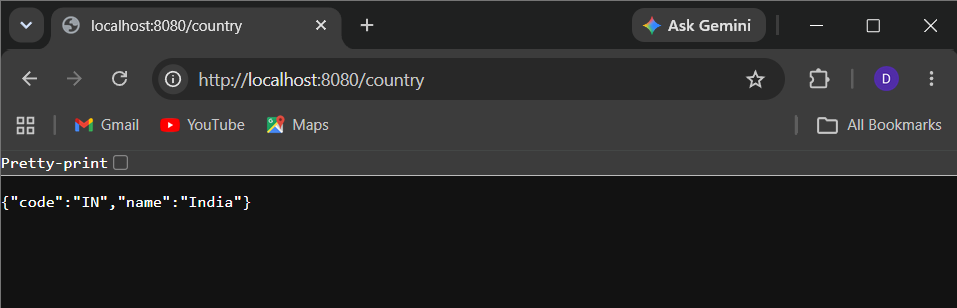 localhost:8080/country
Ask Gemini
http://localhost:8080/country
D
Gmail YouTube Maps All Bookmarks
Pretty-print
{"code":"IN","name":"India"}